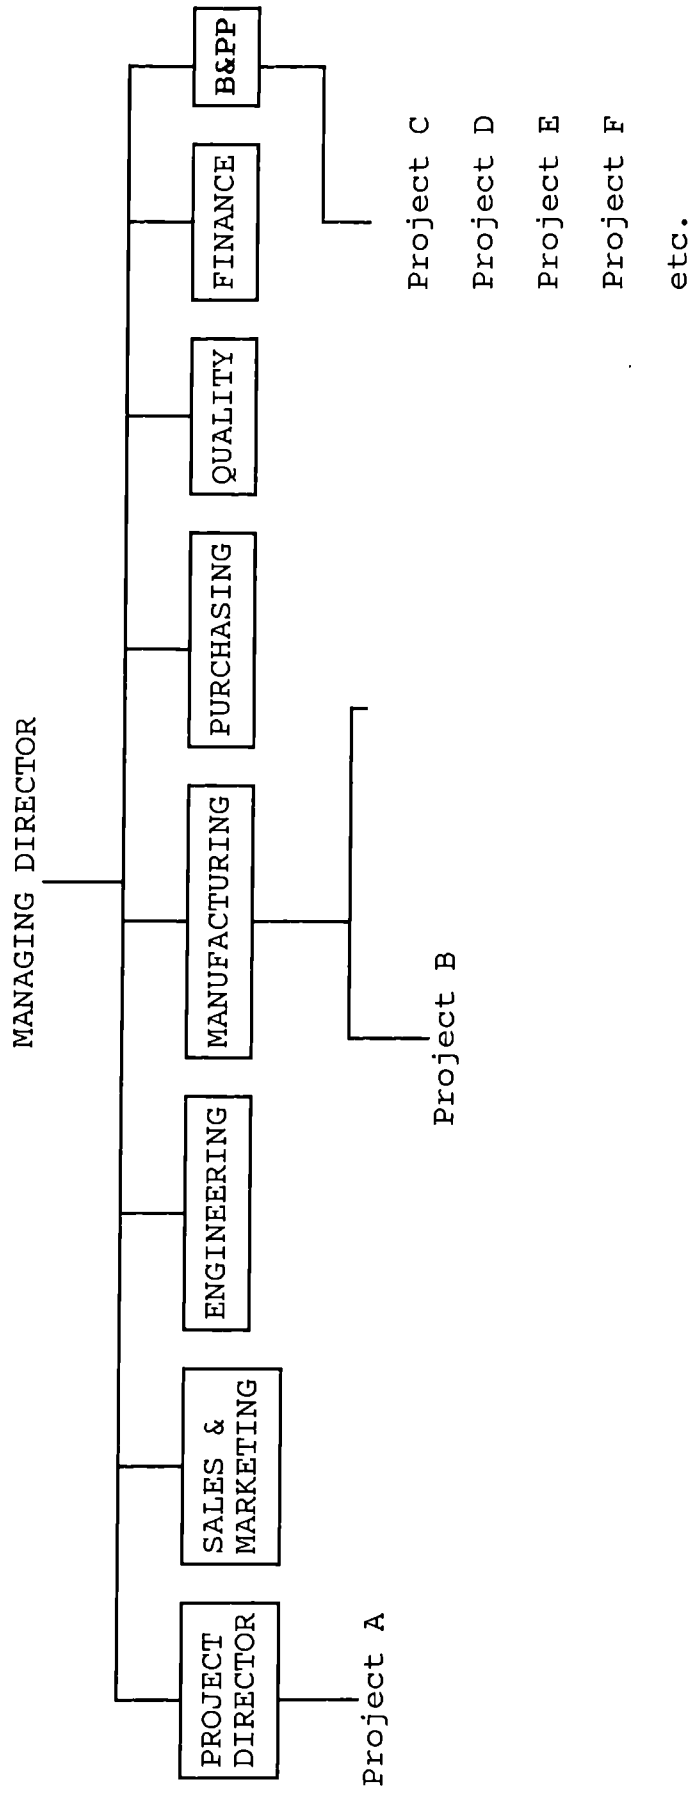 MANAGING DIRECTOR
PROJECT
DIRECTOR
SALES &
MARKETING
ENGINEERING
MANUFACTURING
PURCHASING
QUALITY
FINANCE
B&PP
Project A
Project B
Project C
Project D
Project E
Project F
etc.